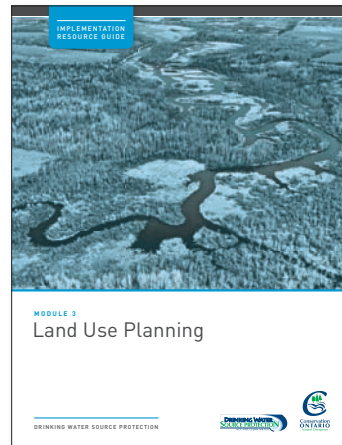 IMPLEMENTATION
RESOURCE GUIDE
MODULE 3
Land Use Planning
DRINKING WATER SOURCE PROTECTION
DRINKING WATER
SOURCE PROTECTION
Conservation
ONTARIO